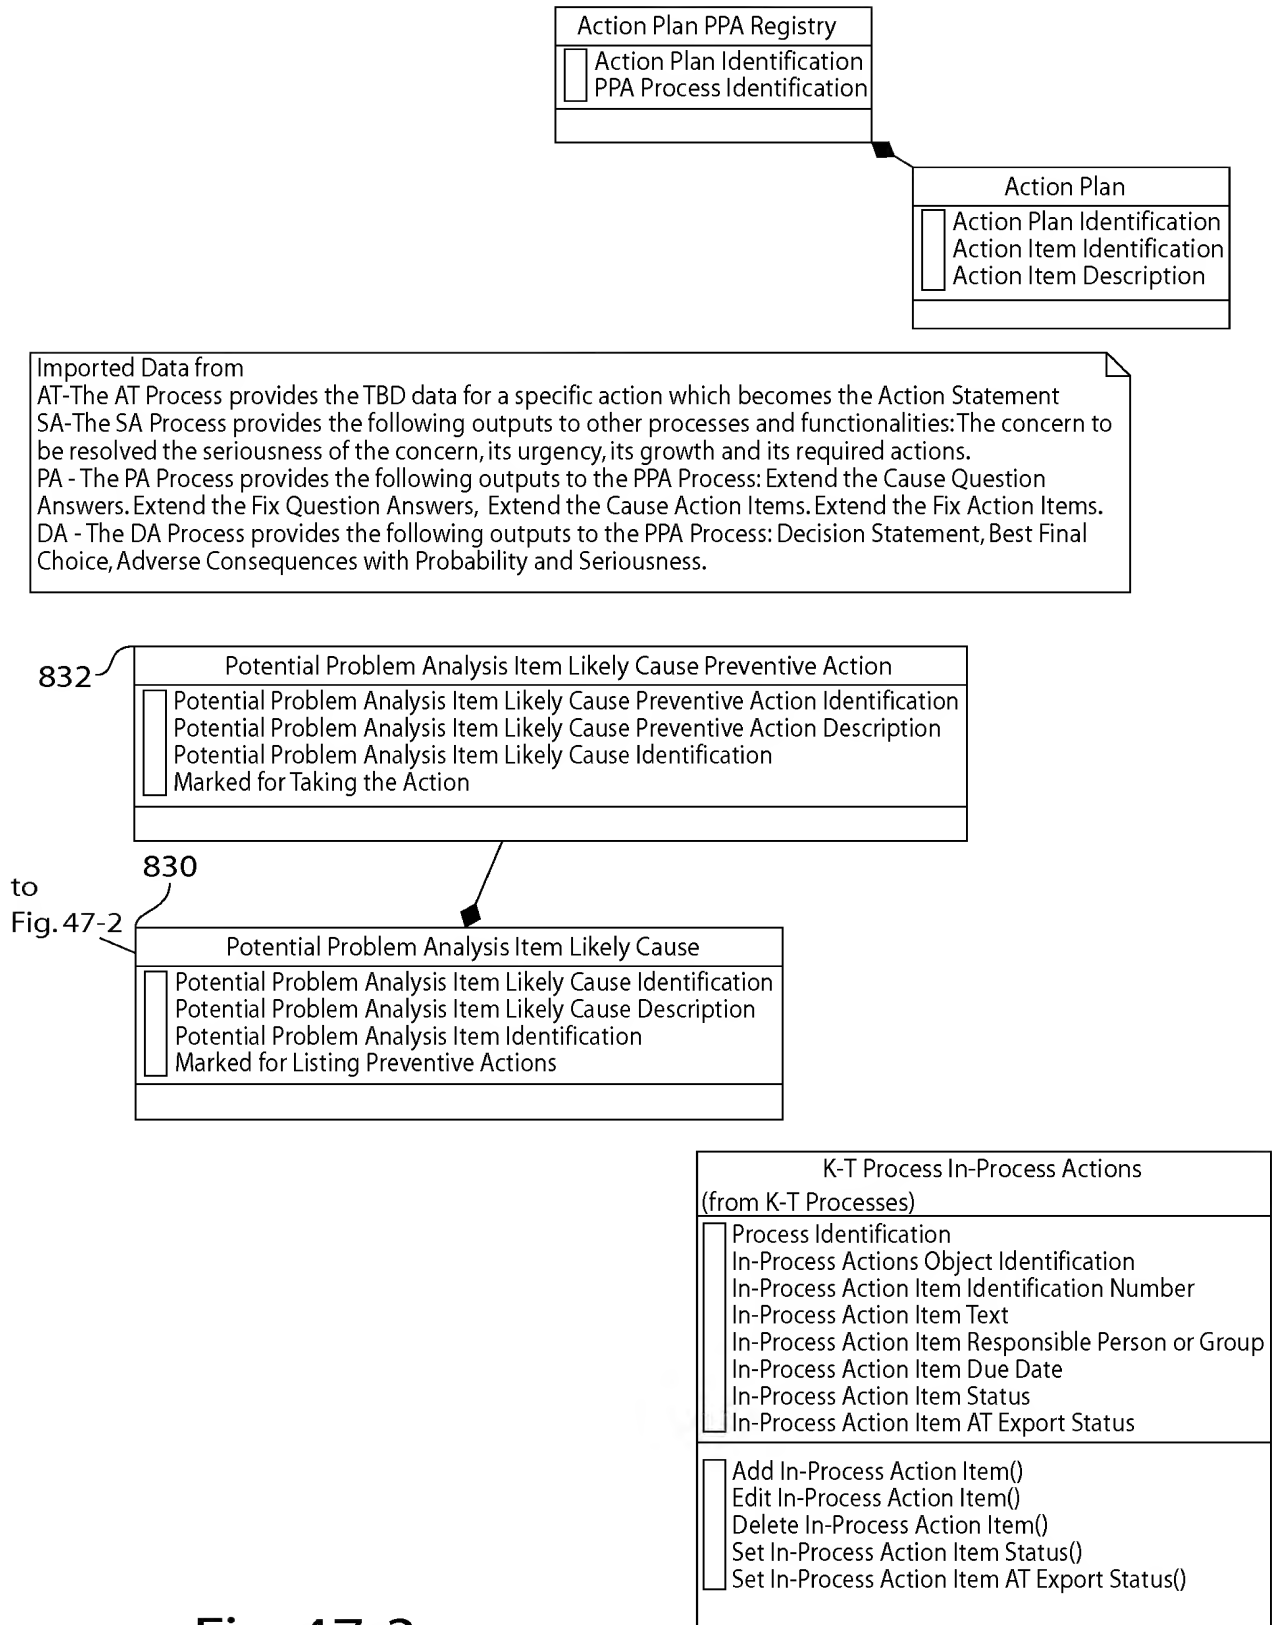 Action Plan PPA Registry
Action Plan Identification
PPA Process Identification
Action Plan
Action Plan Identification
Action Item Identification
Action Item Description
Imported Data from
AT-The AT Process provides the TBD data for a specific action which becomes the Action Statement
SA-The SA Process provides the following outputs to other processes and functionalities: The concern to
be resolved the seriousness of the concern, its urgency, its growth and its required actions.
PA - The PA Process provides the following outputs to the PPA Process: Extend the Cause Question
Answers. Extend the Fix Question Answers, Extend the Cause Action Items. Extend the Fix Action Items.
DA - The DA Process provides the following outputs to the PPA Process: Decision Statement, Best Final
Choice, Adverse Consequences with Probability and Seriousness.
832
Potential Problem Analysis Item Likely Cause Preventive Action
Potential Problem Analysis Item Likely Cause Preventive Action Identification
Potential Problem Analysis Item Likely Cause Preventive Action Description
Potential Problem Analysis Item Likely Cause Identification
Marked for Taking the Action
830
to
Fig. 47-2
Potential Problem Analysis Item Likely Cause
Potential Problem Analysis Item Likely Cause Identification
Potential Problem Analysis Item Likely Cause Description
Potential Problem Analysis Item Identification
Marked for Listing Preventive Actions
K-T Process In-Process Actions
(from K-T Processes)
Process Identification
In-Process Actions Object Identification
In-Process Action Item Identification Number
In-Process Action Item Text
In-Process Action Item Responsible Person or Group
In-Process Action Item Due Date
In-Process Action Item Status
In-Process Action Item AT Export Status
Add In-Process Action Item()
Edit In-Process Action Item()
Delete In-Process Action Item()
Set In-Process Action Item Status()
Set In-Process Action Item AT Export Status()